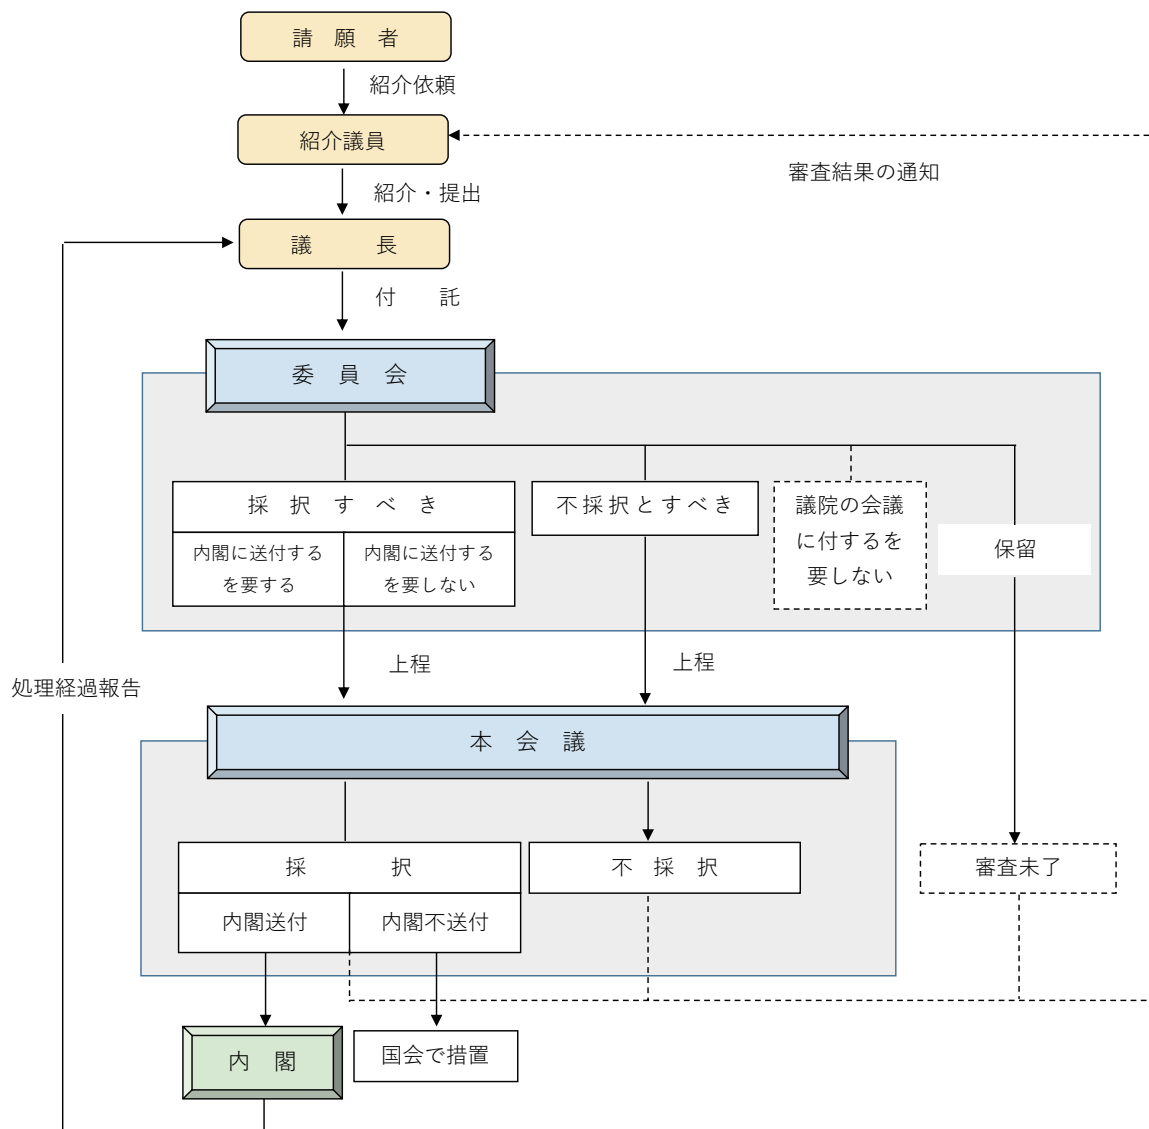 請　願　者
紹介依頼
紹介議員
審査結果の通知
紹介・提出
議　　　長
付　　託
委　員　会
採　択　す　べ　き
内閣に送付する
を要する
内閣に送付する
を要しない
不採択とすべき
議院の会議
に付するを
要しない
保留
上程
上程
処理経過報告
本　会　議
採　　　択
内閣送付
内閣不送付
不　採　択
審査未了
内　閣
国会で措置